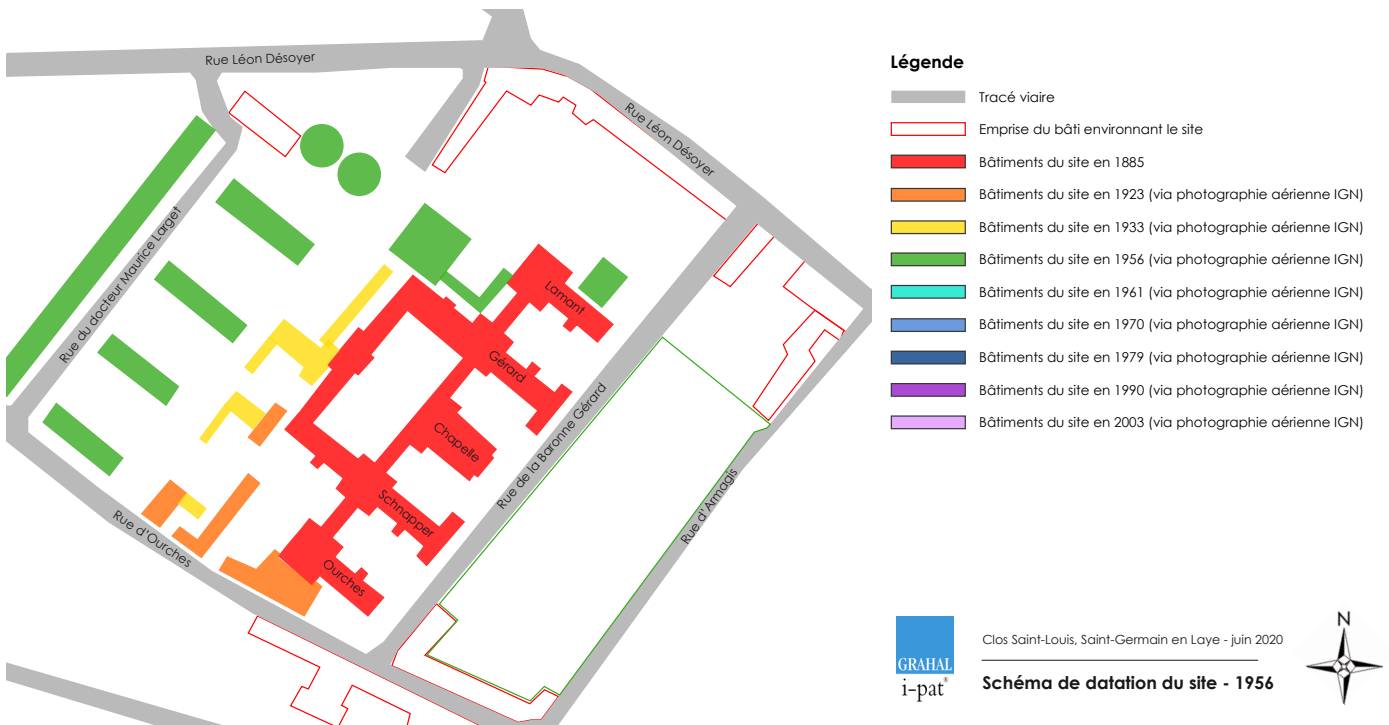 Rue Léon Désoyer
Rue Léon Désoyer
Rue du docteur Maurice Larget
Lamant
Gérard
Chapelle
Schnapper
Ourches
Rue de la Baronne Gérard
Rue d'Armagis
Rue d'Ourches
Légende
Tracé viaire
Emprise du bâti environnant le site
Bâtiments du site en 1885
Bâtiments du site en 1923 (via photographie aérienne IGN)
Bâtiments du site en 1933 (via photographie aérienne IGN)
Bâtiments du site en 1956 (via photographie aérienne IGN)
Bâtiments du site en 1961 (via photographie aérienne IGN)
Bâtiments du site en 1970 (via photographie aérienne IGN)
Bâtiments du site en 1979 (via photographie aérienne IGN)
Bâtiments du site en 1990 (via photographie aérienne IGN)
Bâtiments du site en 2003 (via photographie aérienne IGN)
GRAHAL
i-pat®
Clos Saint-Louis, Saint-Germain en Laye - juin 2020
Schéma de datation du site - 1956
N